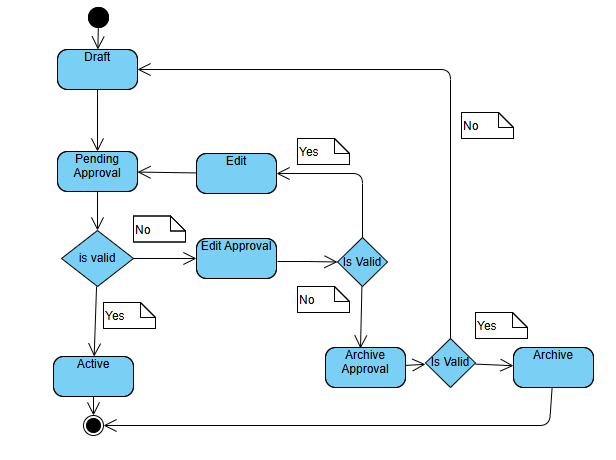 Draft
No
Yes
Pending
Approval
Edit
No
is valid
Edit Approval
Is Valid
Yes
No
Yes
Active
Archive
Approval
Is Valid
Archive